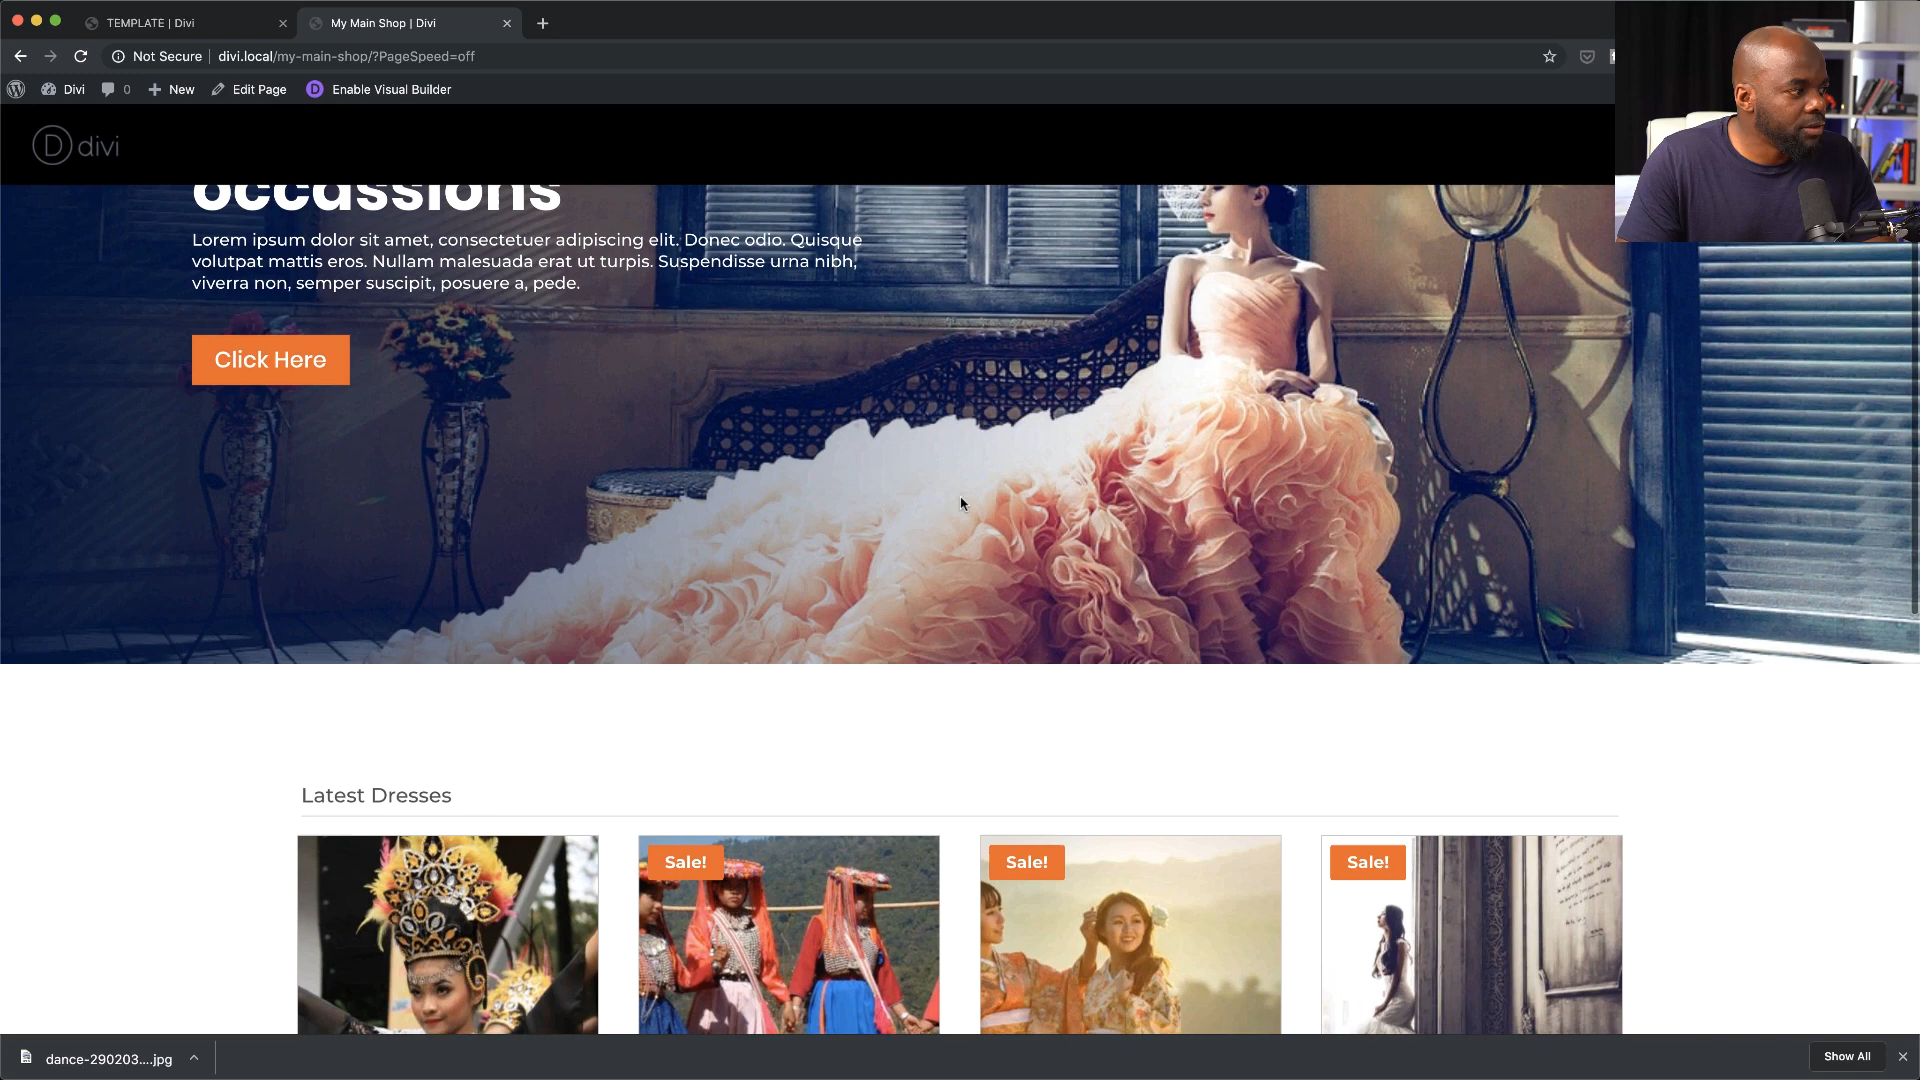 TEMPLATE | Divi
My Main Shop | Divi
Not Secure | divi.local/my-main-shop/?PageSpeed=off
Divi 0 New Edit Page D Enable Visual Builder
D divi
occassions
Lorem ipsum dolor sit amet, consectetuer adipiscing elit. Donec odio. Quisque
volutpat mattis eros. Nullam malesuada erat ut turpis. Suspendisse urna nibh,
viverra non, semper suscipit, posuere a, pede.
Click Here
Latest Dresses
Sale!
Sale!
Sale!
dance-290203....jpg
Show All